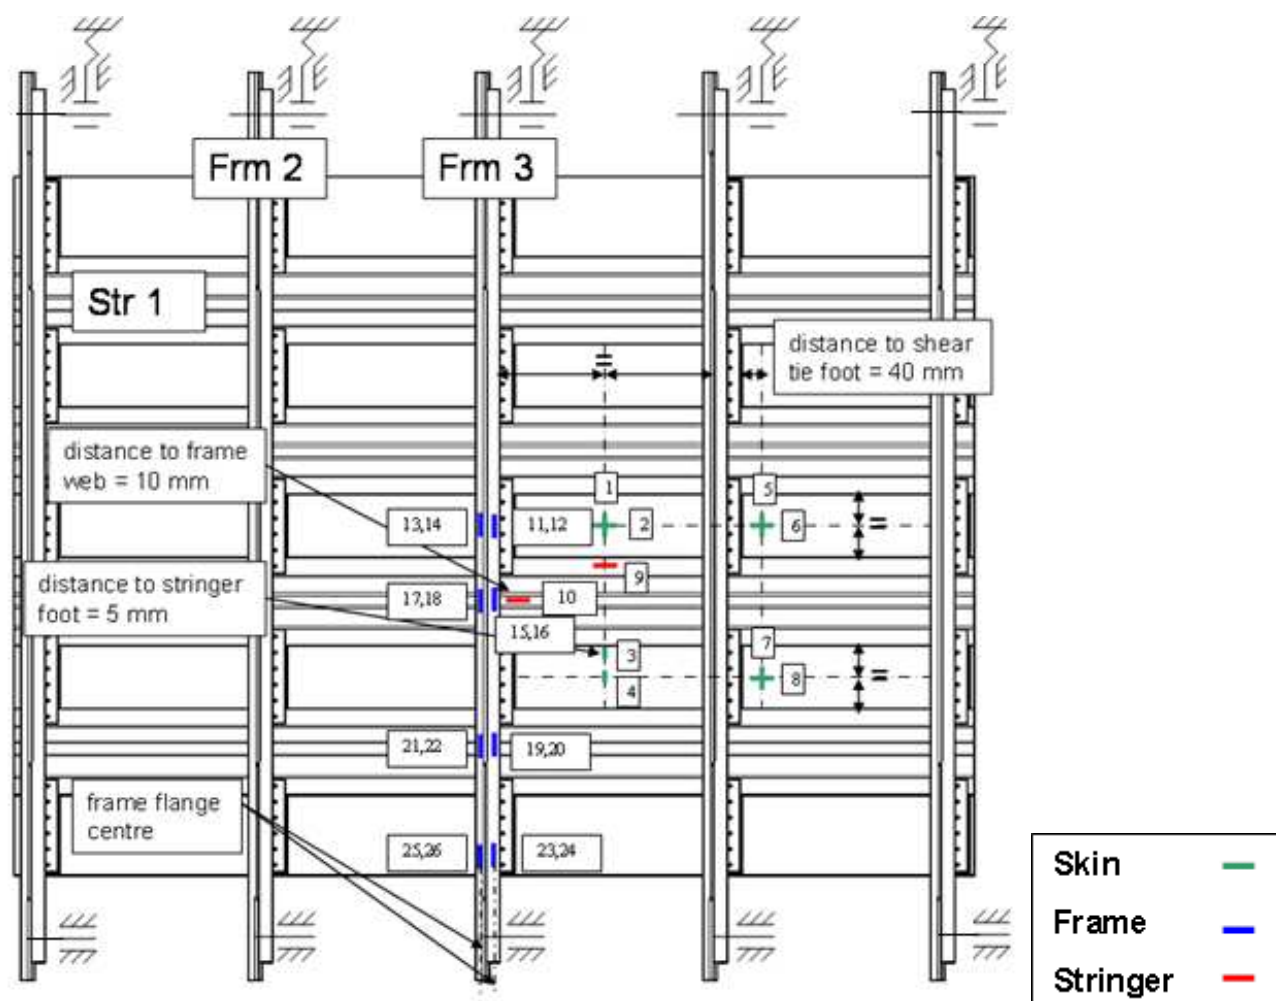 Frm 2
Frm 3
Str 1
distance to shear
tie foot = 40 mm
=
distance to frame
web = 10 mm
1
5
13,14
11,12
2
6
=
distance to stringer
foot = 5 mm
9
17,18
10
15,16
3
7
4
8
=
21,22
19,20
frame flange
centre
25,26
23,24
Skin
Frame
Stringer